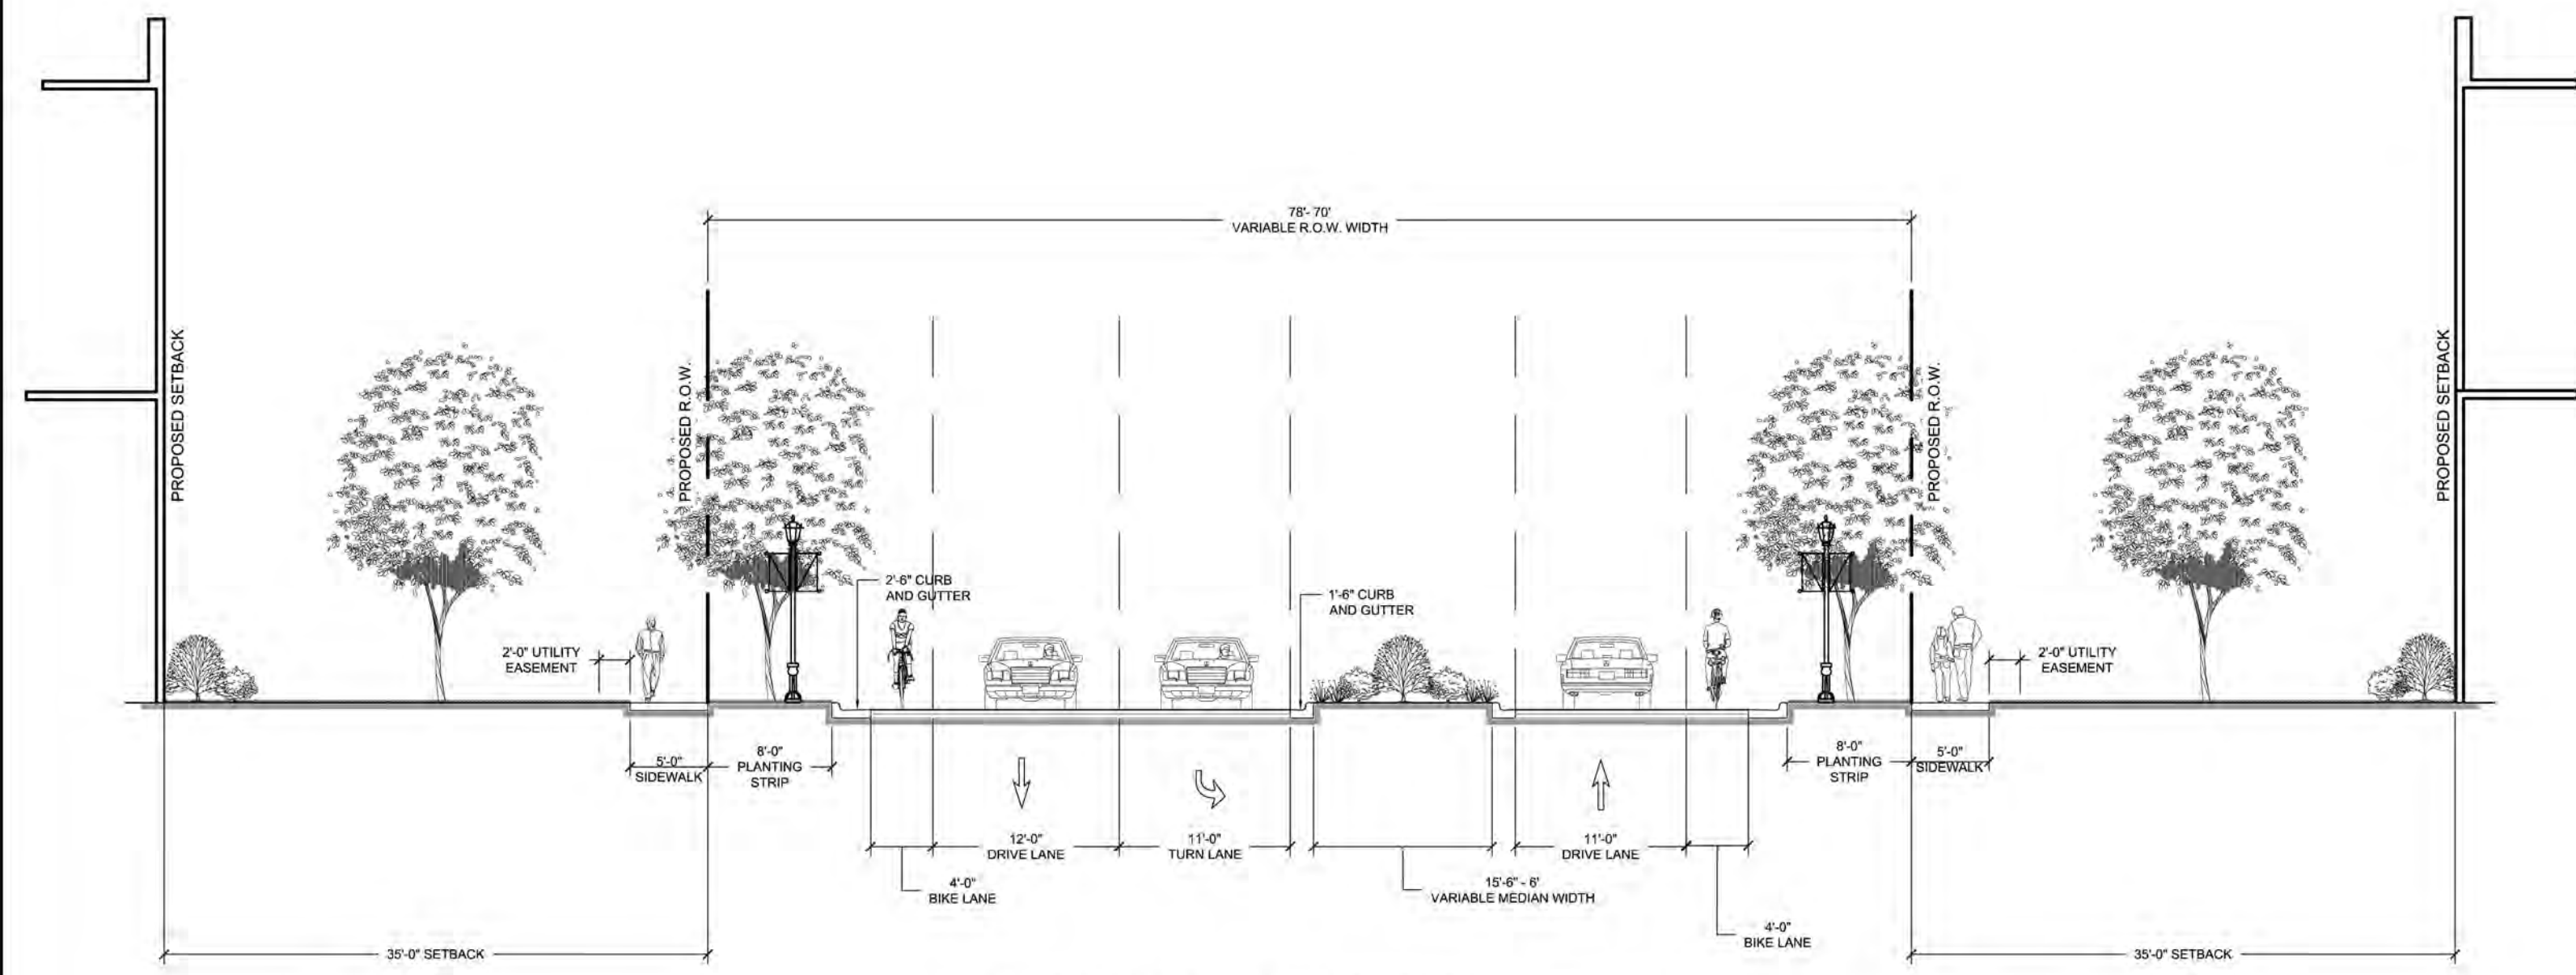 78'- 70'
VARIABLE R.O.W. WIDTH
PROPOSED SETBACK
PROPOSED R.O.W.
PROPOSED R.O.W.
PROPOSED SETBACK
2'-6" CURB
AND GUTTER
1'-6" CURB
AND GUTTER
2'-0" UTILITY
EASEMENT
2'-0" UTILITY
EASEMENT
5'-0"
SIDEWALK
8'-0"
PLANTING
STRIP
8'-0"
PLANTING
STRIP
5'-0"
SIDEWALK
12'-0"
DRIVE LANE
11'-0"
TURN LANE
11'-0"
DRIVE LANE
4'-0"
BIKE LANE
15'-6" - 6'
VARIABLE MEDIAN WIDTH
4'-0"
BIKE LANE
35'-0" SETBACK
35'-0" SETBACK